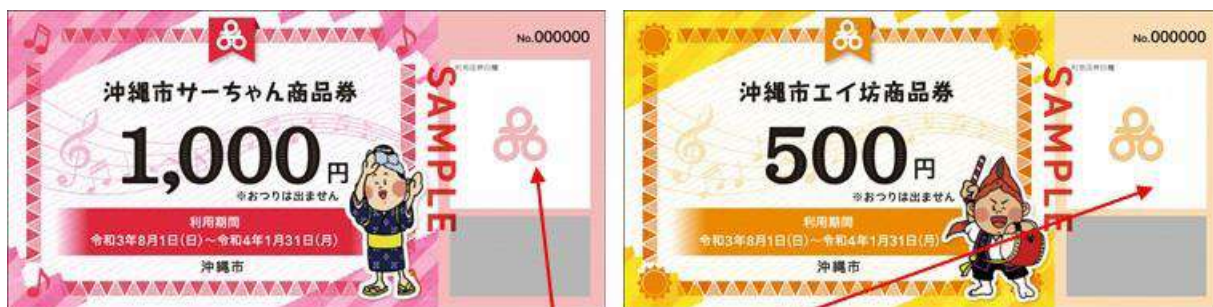 No.000000
沖縄市サーちゃん商品券
1,000円
※おつりは出ません
利用期間
令和3年8月1日(日)~令和4年1月31日(月)
沖縄市
SAMPLE
No.000000
沖縄市エイ坊商品券
500円
※おつりは出ません
利用期間
令和3年8月1日(日)~令和4年1月31日(月)
沖縄市
SAMPLE